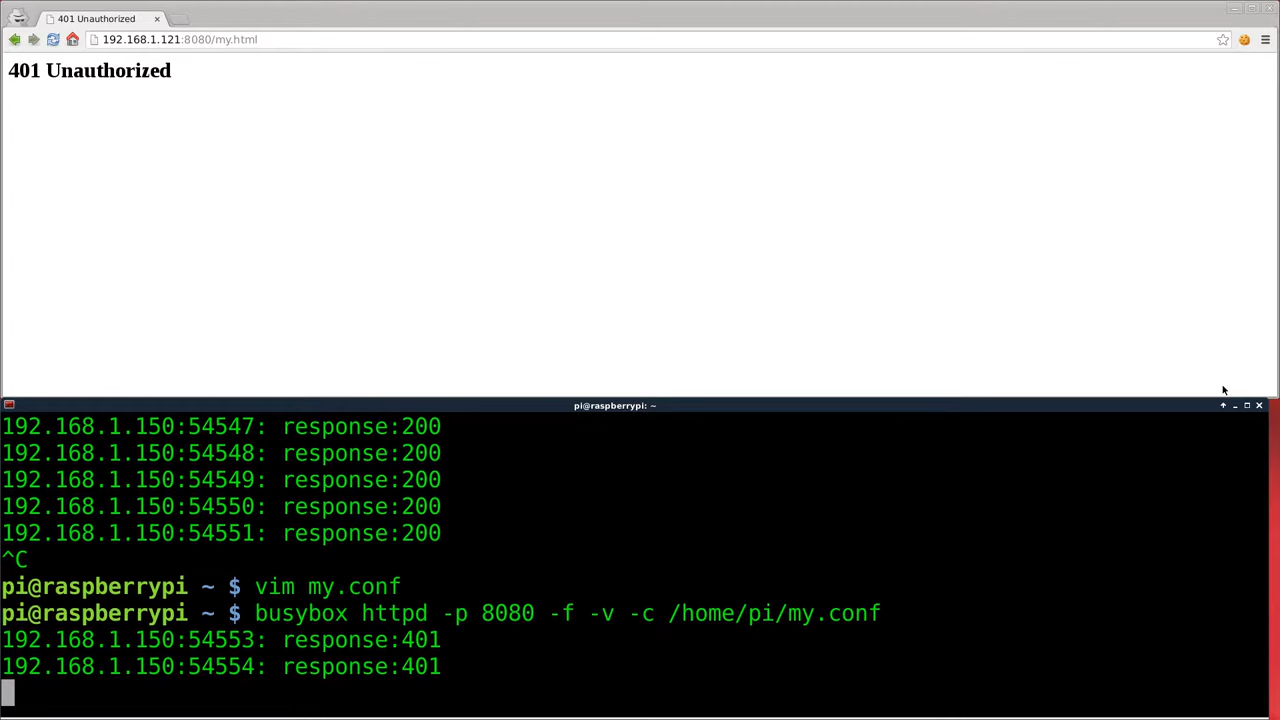 401 Unauthorized
192.168.1.121:8080/my.html
401 Unauthorized
pi@raspberrypi: ~
192.168.1.150:54547: response:200
192.168.1.150:54548: response:200
192.168.1.150:54549: response:200
192.168.1.150:54550: response:200
192.168.1.150:54551: response:200
^C
pi@raspberrypi ~ $ vim my.conf
pi@raspberrypi ~ $ busybox httpd -p 8080 -f -v -c /home/pi/my.conf
192.168.1.150:54553: response:401
192.168.1.150:54554: response:401